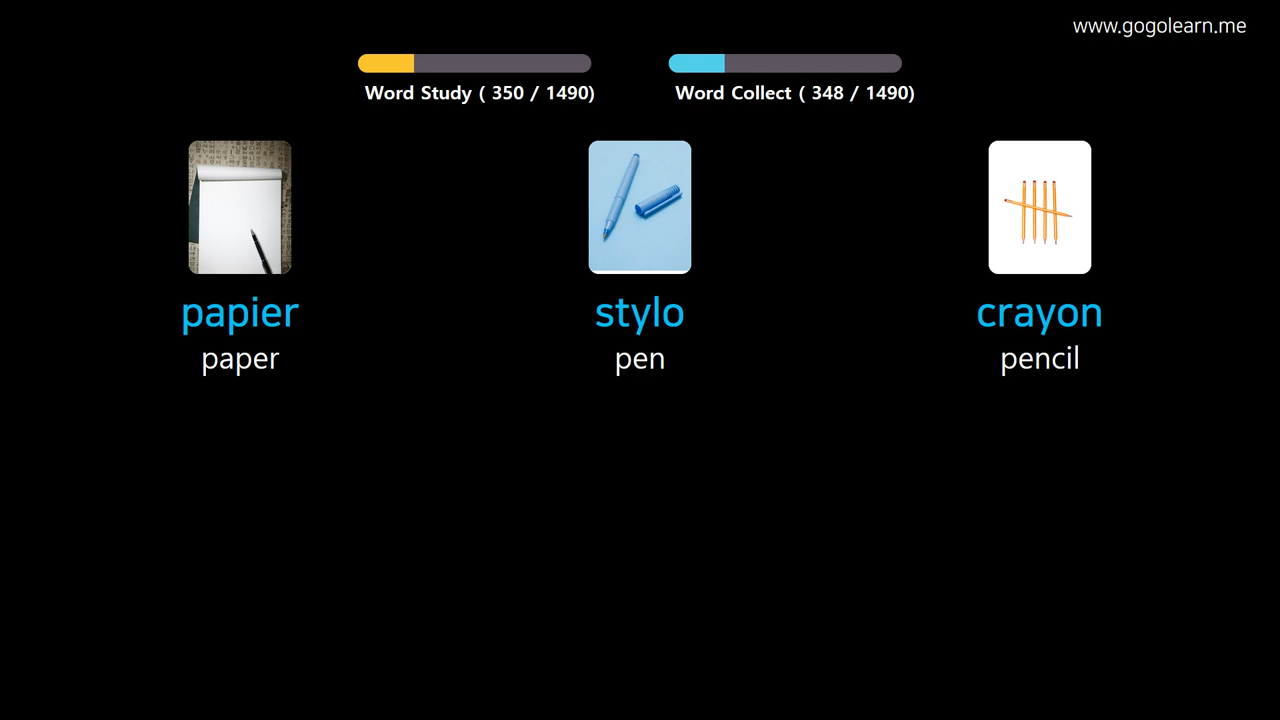 www.gogolearn.me
Word Study ( 350 / 1490)
Word Collect ( 348 / 1490)
papier
stylo
crayon
paper
pen
pencil